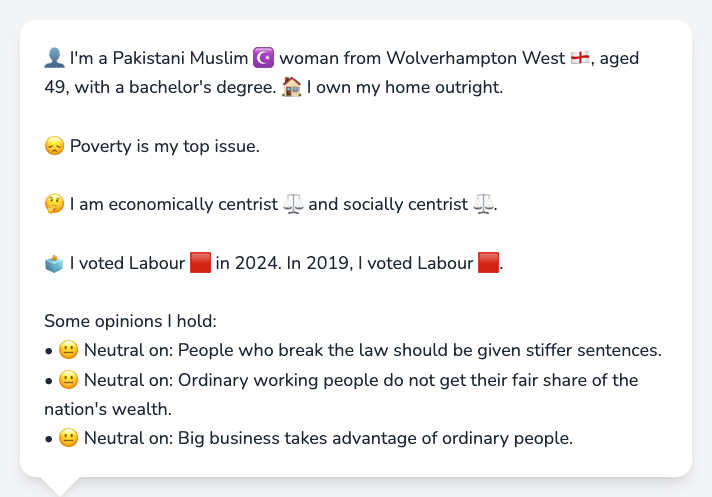 👤 I'm a Pakistani Muslim ☪️ woman from Wolverhampton West 🏴󠁧󠁢󠁥󠁮󠁧󠁿, aged
49, with a bachelor's degree. 🏠 I own my home outright.
😞 Poverty is my top issue.
🤔 I am economically centrist ⚖️ and socially centrist ⚖️.
🗳️ I voted Labour 🟥 in 2024. In 2019, I voted Labour 🟥.
Some opinions I hold:
• 😐 Neutral on: People who break the law should be given stiffer sentences.
• 😐 Neutral on: Ordinary working people do not get their fair share of the
nation's wealth.
• 😐 Neutral on: Big business takes advantage of ordinary people.